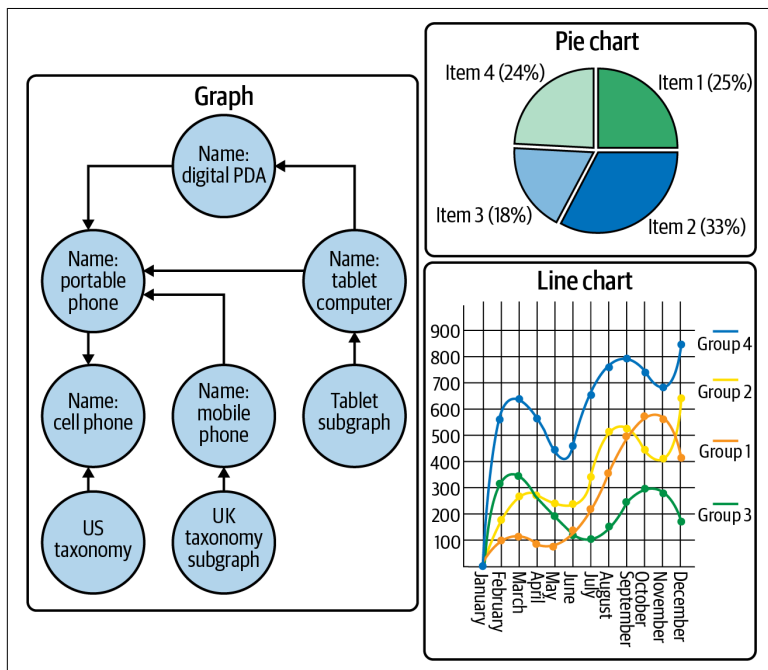 Graph
Name:
digital PDA
Name:
portable
phone
Name:
tablet
computer
Name:
cell phone
Name:
mobile
phone
Tablet
subgraph
US
taxonomy
UK
taxonomy
subgraph
Pie chart
Item 4 (24%)
Item 1 (25%)
Item 3 (18%)
Item 2 (33%)
Line chart
900
800
700
600
500
400
300
200
100
Group 4
Group 2
Group 1
Group 3
January
February
March
April
May
June
July
August
September
October
November
December